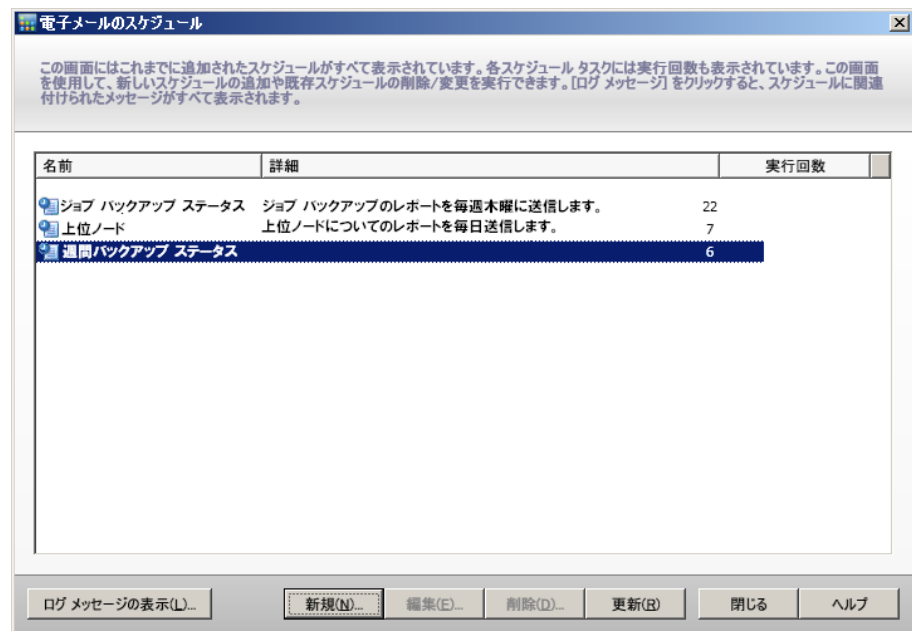 電子メールのスケジュール
この画面にはこれまでに追加されたスケジュールがすべて表示されています。各スケジュール タスクには実行回数も表示されています。この画面
を使用して、新しいスケジュールの追加や既存スケジュールの削除/変更を実行できます。[ログ メッセージ] をクリックすると、スケジュールに関連
付けられたメッセージがすべて表示されます。
名前 詳細 実行回数
ジョブ バックアップ ステータス ジョブ バックアップのレポートを毎週木曜に送信します。 22
上位ノード 上位ノードについてのレポートを毎日送信します。 7
週間バックアップ ステータス 6
ログ メッセージの表示(L)... 新規(N)... 編集(E)... 削除(D)... 更新(R) 閉じる ヘルプ